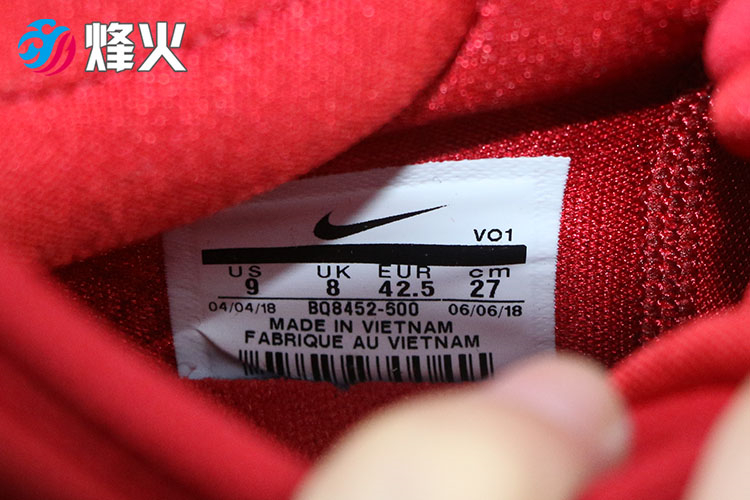 烽火
VO1
US UK EUR cm
9 8 42.5 27
04/04/18 BQ8452-500 06/06/18
MADE IN VIETNAM
FABRIQUE AU VIETNAM